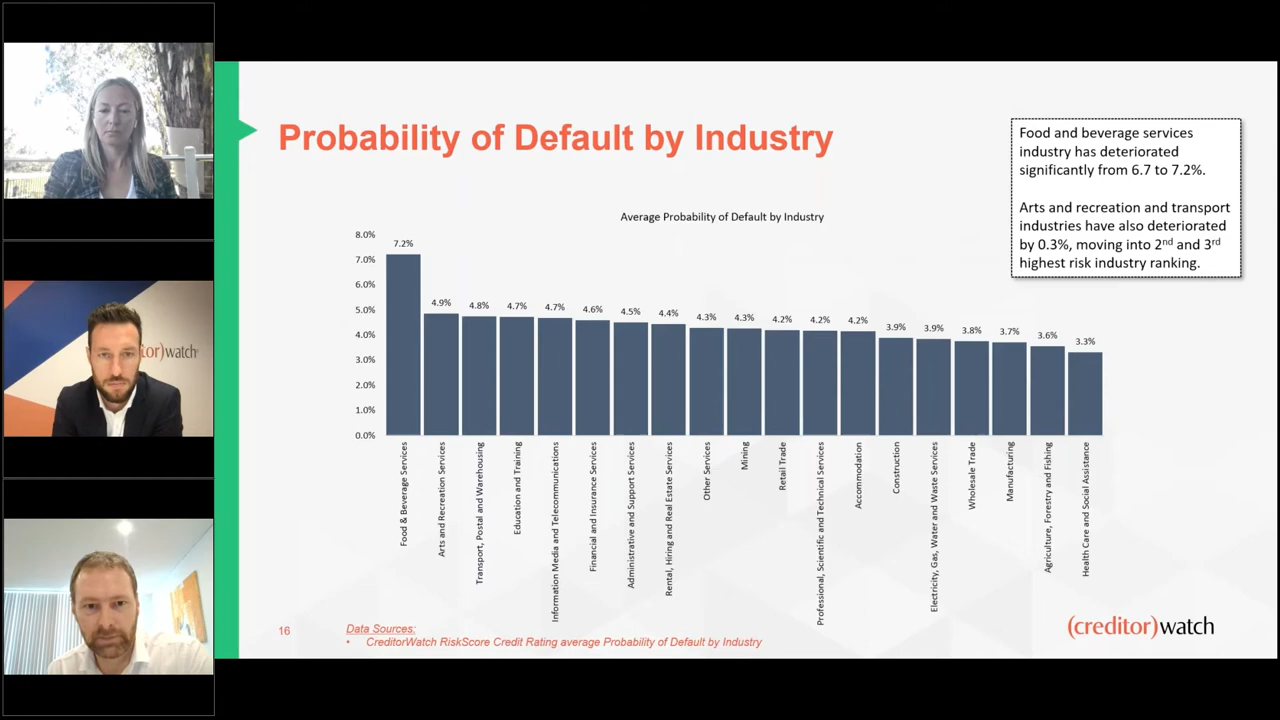 Probability of Default by Industry
Food and beverage services
industry has deteriorated
significantly from 6.7 to 7.2%.
Arts and recreation and transport
industries have also deteriorated
by 0.3%, moving into 2nd and 3rd
highest risk industry ranking.
Average Probability of Default by Industry
8.0%
7.0%
6.0%
5.0%
4.0%
3.0%
2.0%
1.0%
0.0%
7.2%
4.9%
4.8%
4.7%
4.7%
4.6%
4.5%
4.4%
4.3%
4.3%
4.2%
4.2%
4.2%
3.9%
3.9%
3.8%
3.7%
3.6%
3.3%
Food & Beverage Services
Arts and Recreation Services
Transport, Postal and Warehousing
Education and Training
Information Media and Telecommunications
Financial and Insurance Services
Administrative and Support Services
Rental, Hiring and Real Estate Services
Other Services
Mining
Retail Trade
Professional, Scientific and Technical Services
Accommodation
Construction
Electricity, Gas, Water and Waste Services
Wholesale Trade
Manufacturing
Agriculture, Forestry and Fishing
Health Care and Social Assistance
16
Data Sources:
• CreditorWatch RiskScore Credit Rating average Probability of Default by Industry
(creditor)watch
itor)watch